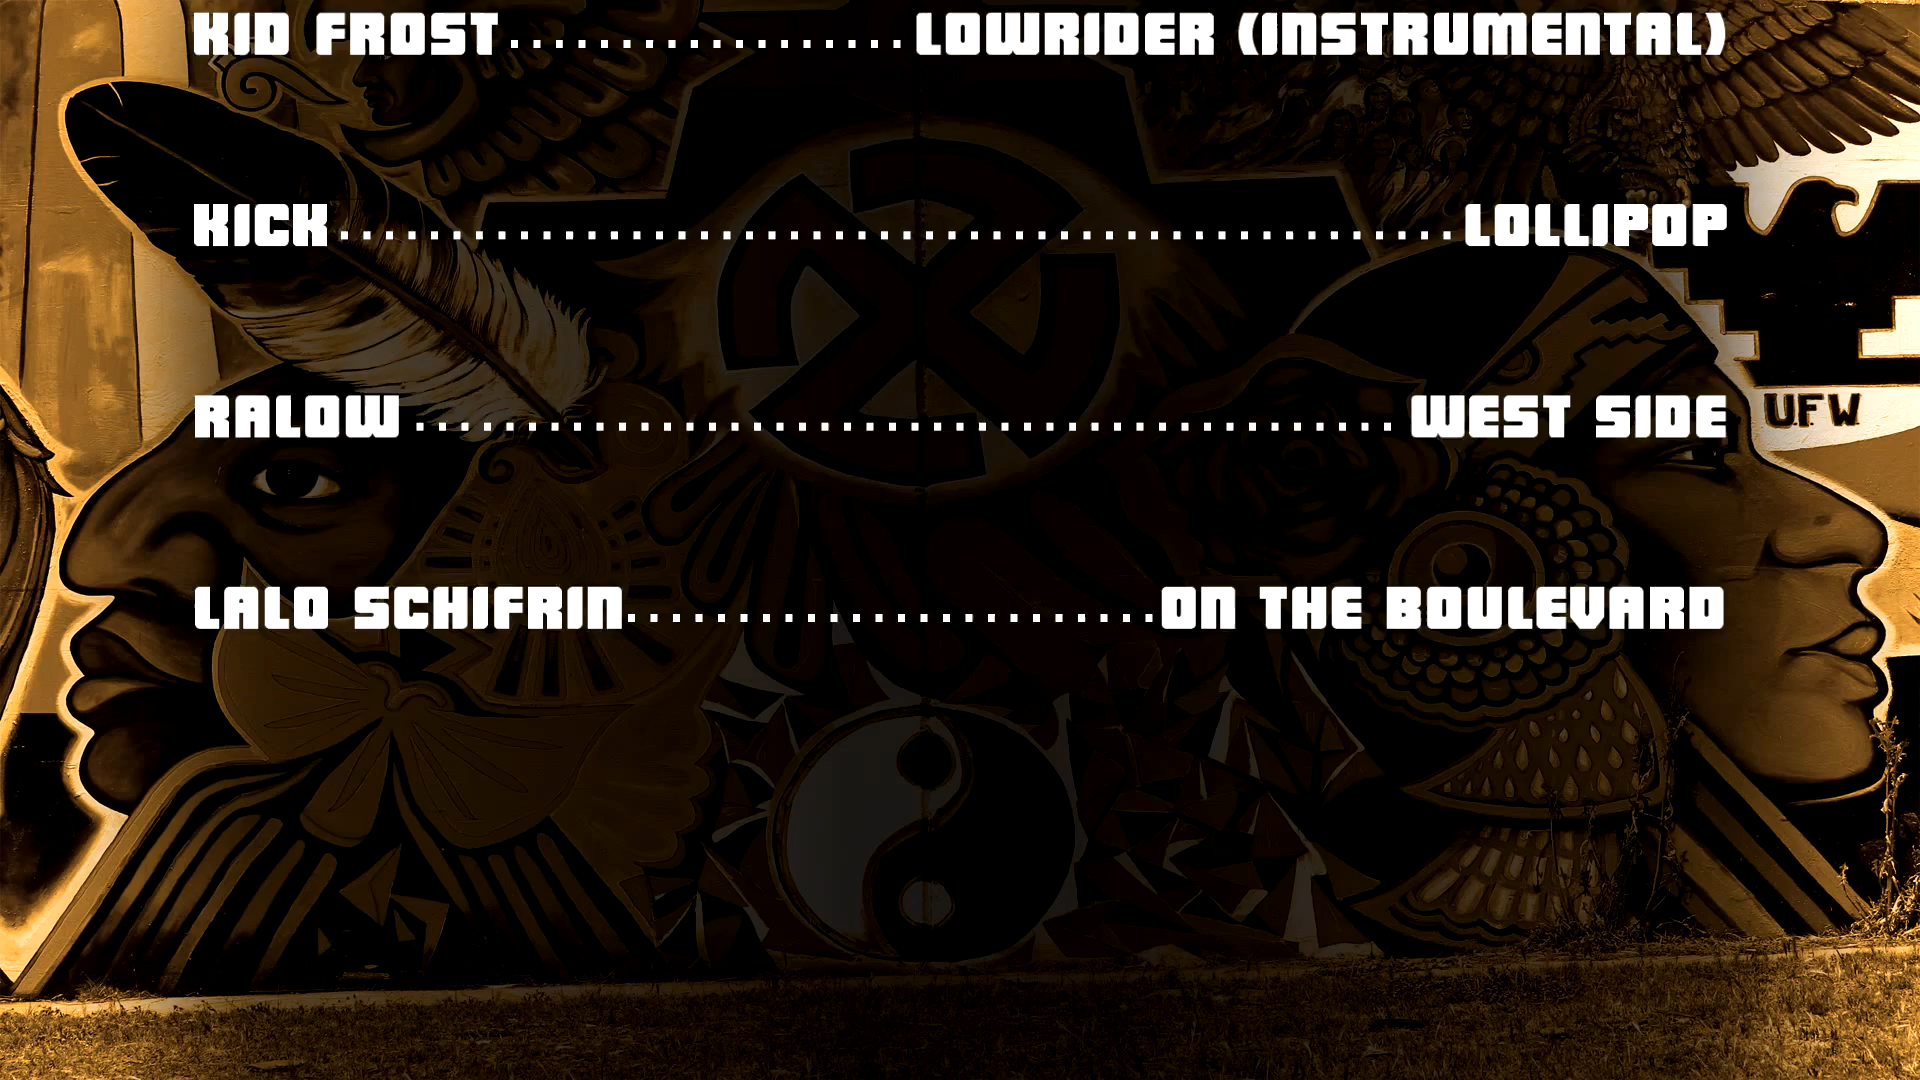 KID FROST..................LOWRIDER (INSTRUMENTAL)
KICK..................................................LOLLIPOP
RALOW............................................WEST SIDE
UFW
LALO SCHIFRIN........................ON THE BOULEVARD